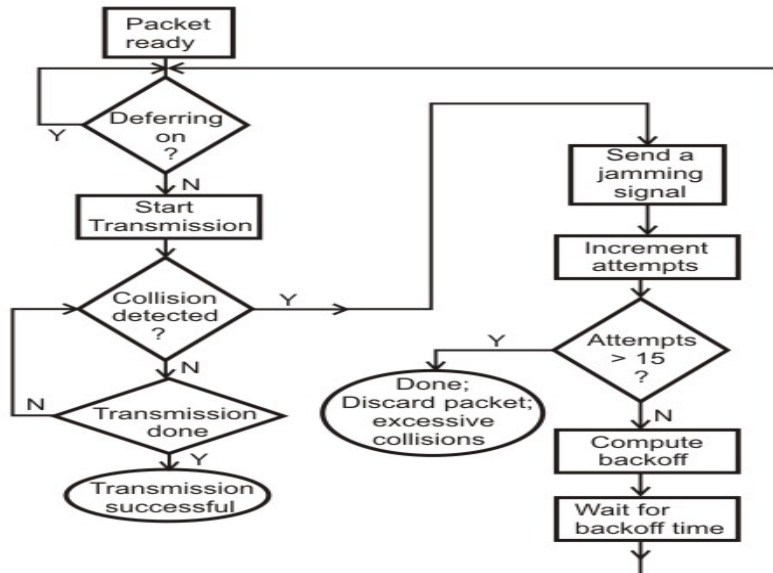 Packet
ready
Deferring
on
?
Y
N
Start
Transmission
Collision
detected
?
Y
N
Transmission
done
N
Y
Transmission
successful
Send a
jamming
signal
Increment
attempts
Attempts
> 15
?
Y
N
Done;
Discard packet;
excessive
collisions
Compute
backoff
Wait for
backoff time